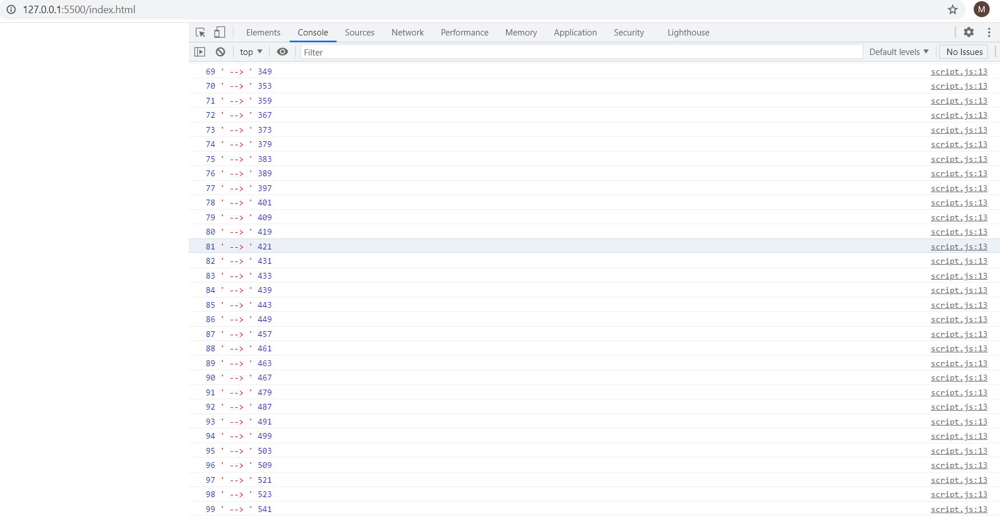 127.0.0.1:5500/index.html M
Elements Console Sources Network Performance Memory Application Security Lighthouse
top Filter Default levels No Issues
69 ' --> ' 349 script.js:13
70 ' --> ' 353 script.js:13
71 ' --> ' 359 script.js:13
72 ' --> ' 367 script.js:13
73 ' --> ' 373 script.js:13
74 ' --> ' 379 script.js:13
75 ' --> ' 383 script.js:13
76 ' --> ' 389 script.js:13
77 ' --> ' 397 script.js:13
78 ' --> ' 401 script.js:13
79 ' --> ' 409 script.js:13
80 ' --> ' 419 script.js:13
81 ' --> ' 421 script.js:13
82 ' --> ' 431 script.js:13
83 ' --> ' 433 script.js:13
84 ' --> ' 439 script.js:13
85 ' --> ' 443 script.js:13
86 ' --> ' 449 script.js:13
87 ' --> ' 457 script.js:13
88 ' --> ' 461 script.js:13
89 ' --> ' 463 script.js:13
90 ' --> ' 467 script.js:13
91 ' --> ' 479 script.js:13
92 ' --> ' 487 script.js:13
93 ' --> ' 491 script.js:13
94 ' --> ' 499 script.js:13
95 ' --> ' 503 script.js:13
96 ' --> ' 509 script.js:13
97 ' --> ' 521 script.js:13
98 ' --> ' 523 script.js:13
99 ' --> ' 541 script.js:13